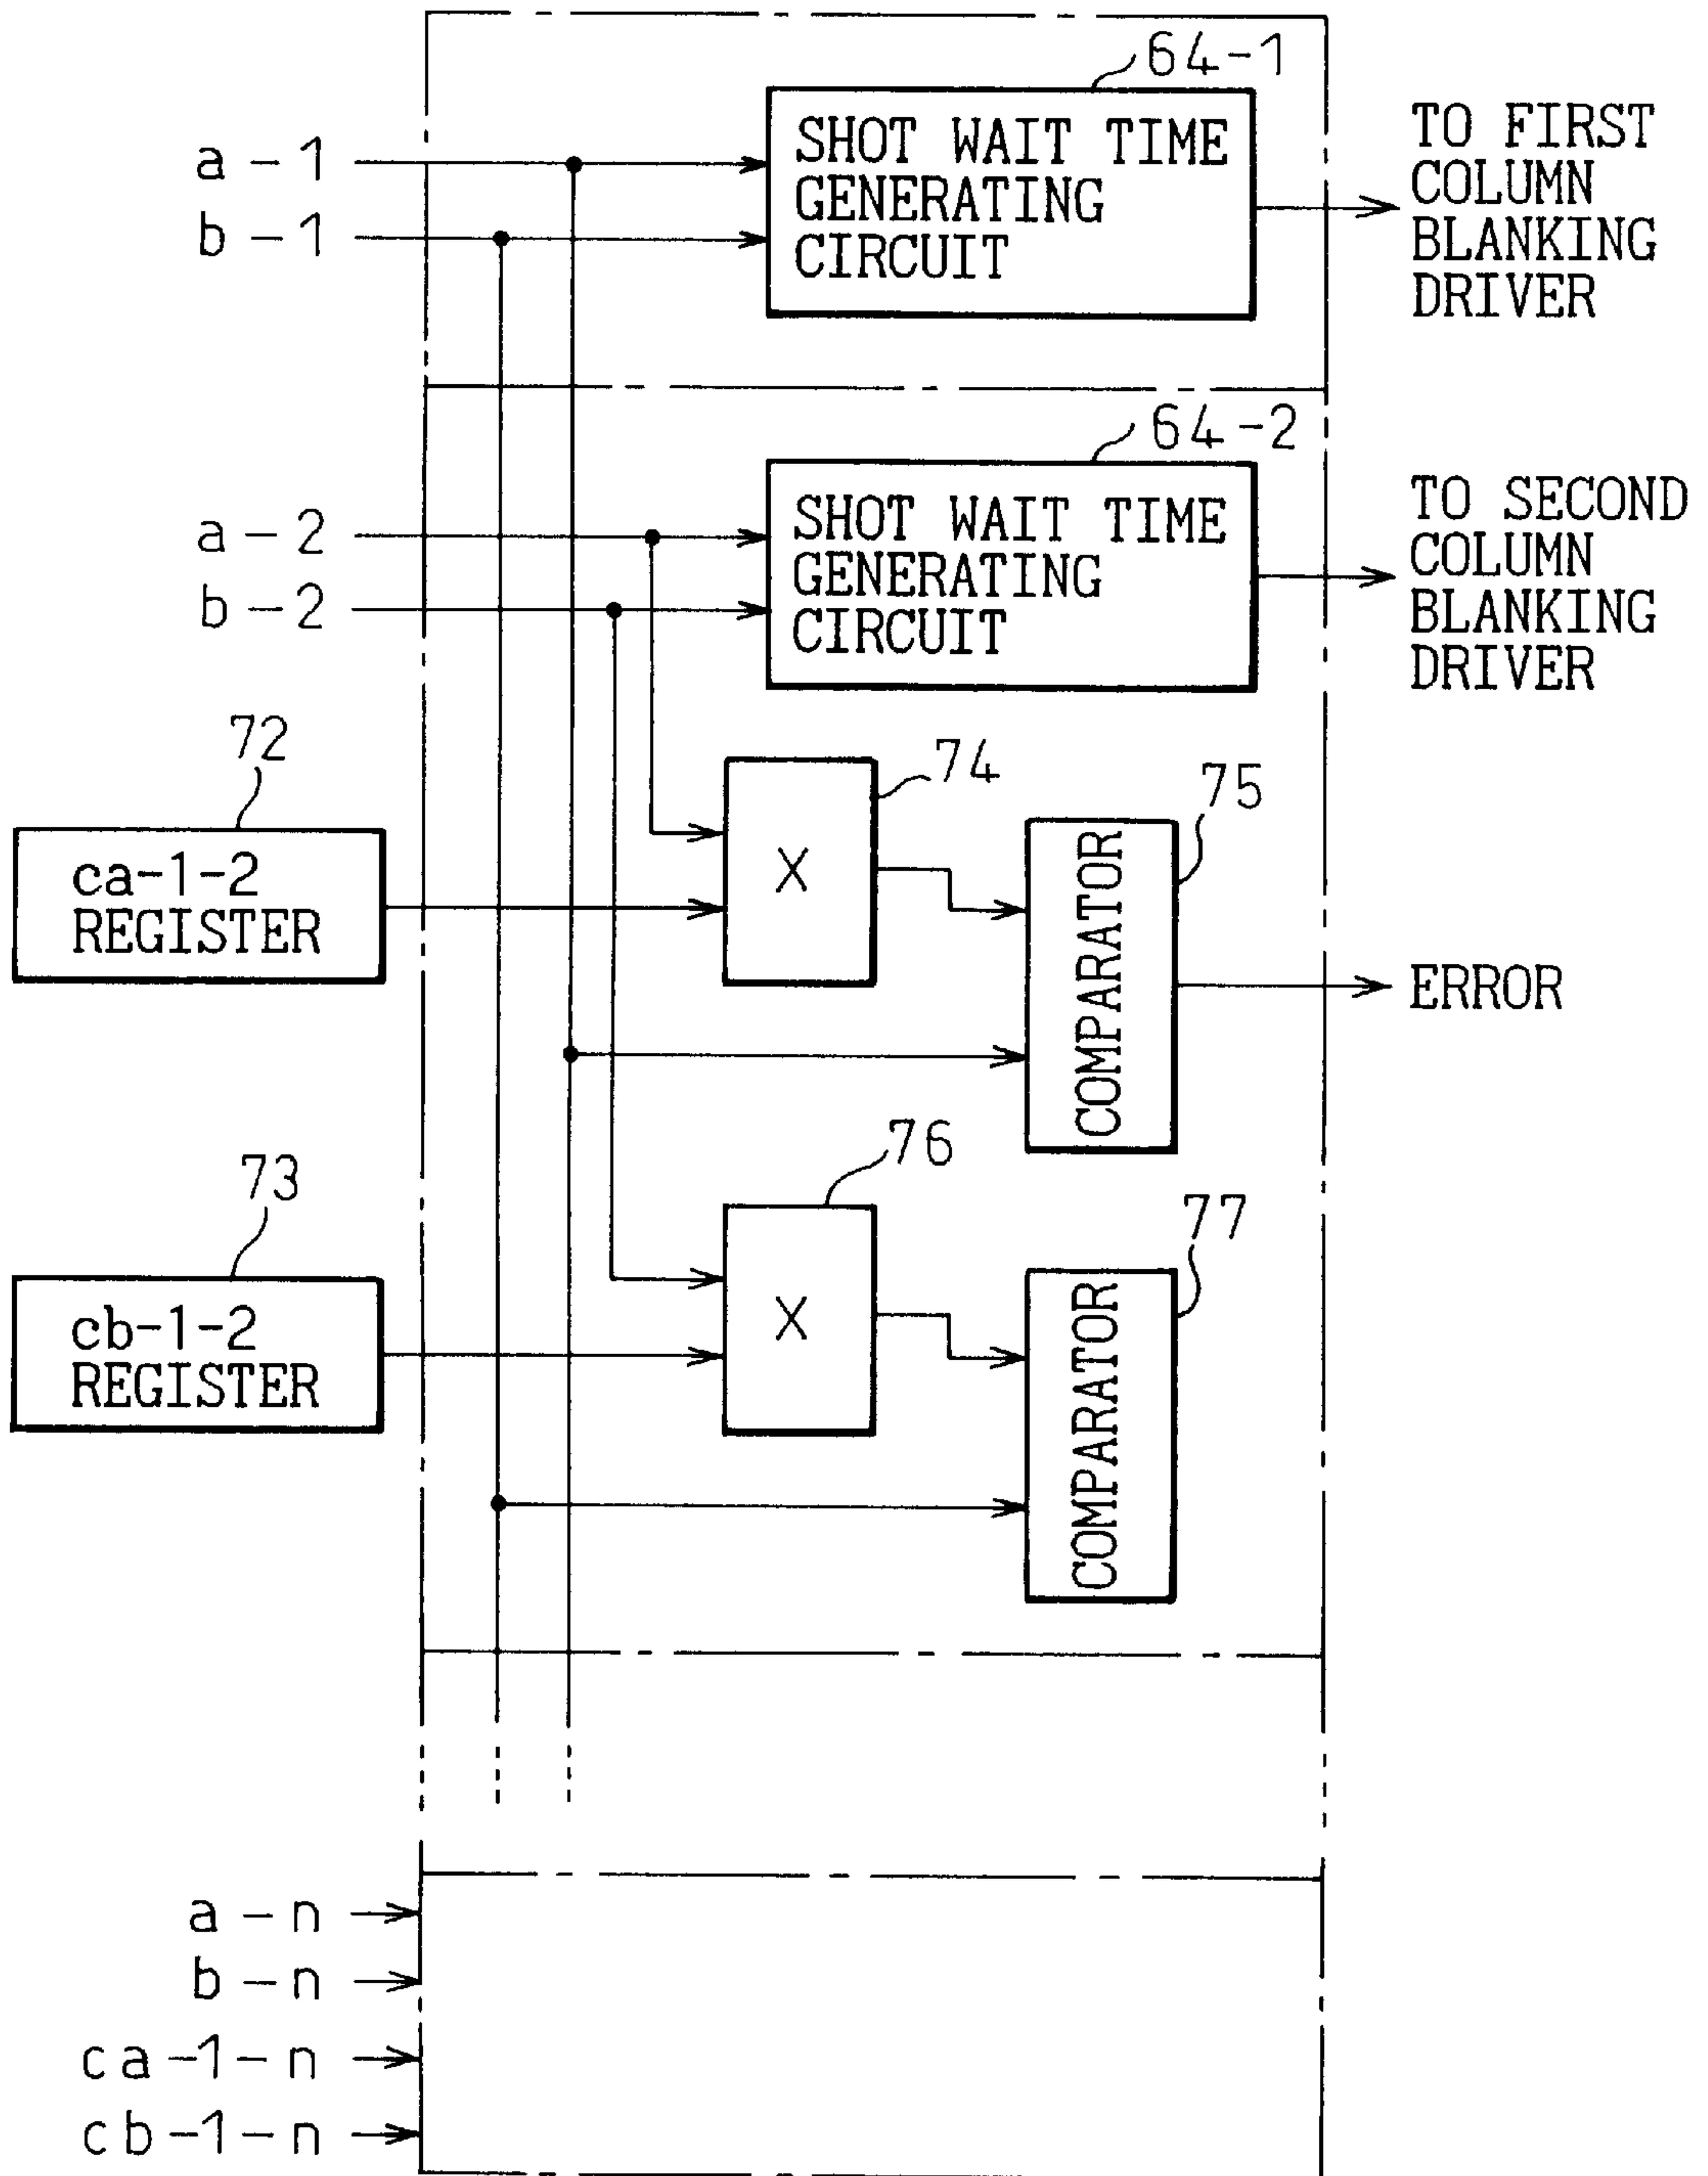 64-1
a-1
b-1
SHOT WAIT TIME
GENERATING
CIRCUIT
TO FIRST
COLUMN
BLANKING
DRIVER
64-2
a-2
b-2
SHOT WAIT TIME
GENERATING
CIRCUIT
TO SECOND
COLUMN
BLANKING
DRIVER
72
ca-1-2
REGISTER
74
X
75
COMPARATOR
ERROR
73
cb-1-2
REGISTER
76
X
77
COMPARATOR
a-n
b-n
ca-1-n
cb-1-n